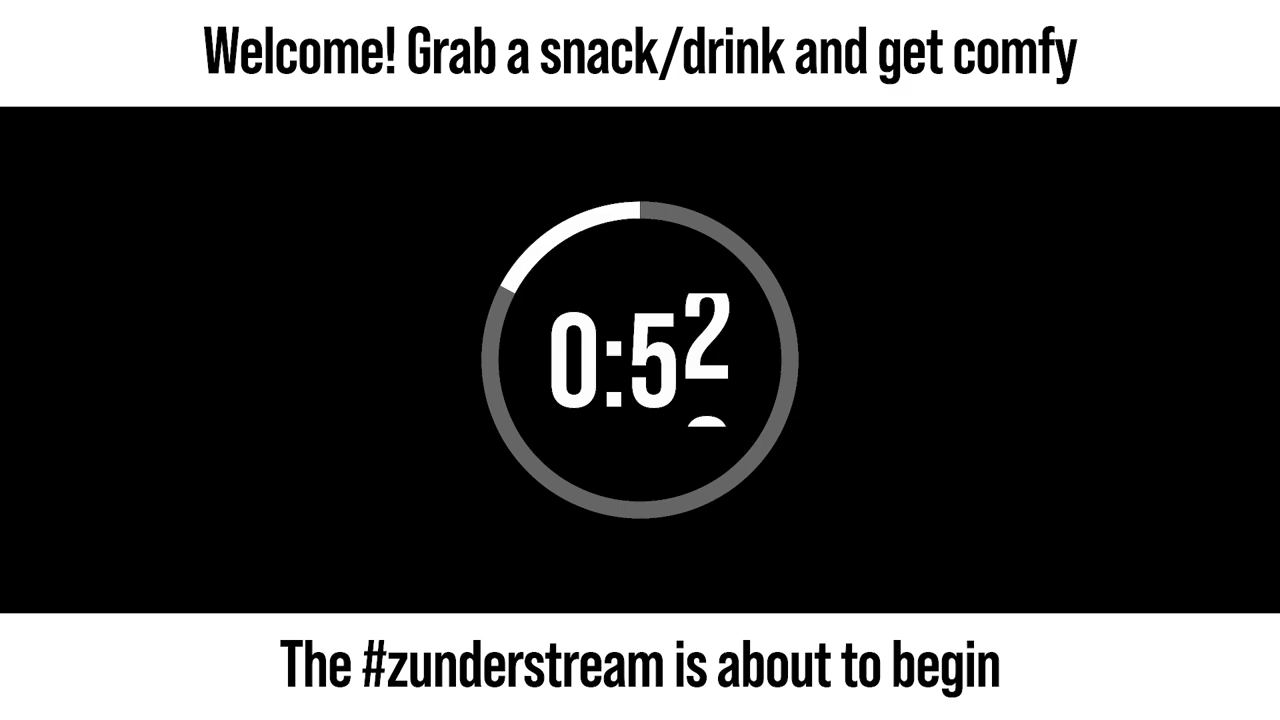 Welcome! Grab a snack/drink and get comfy
0:52
The #zunderstream is about to begin